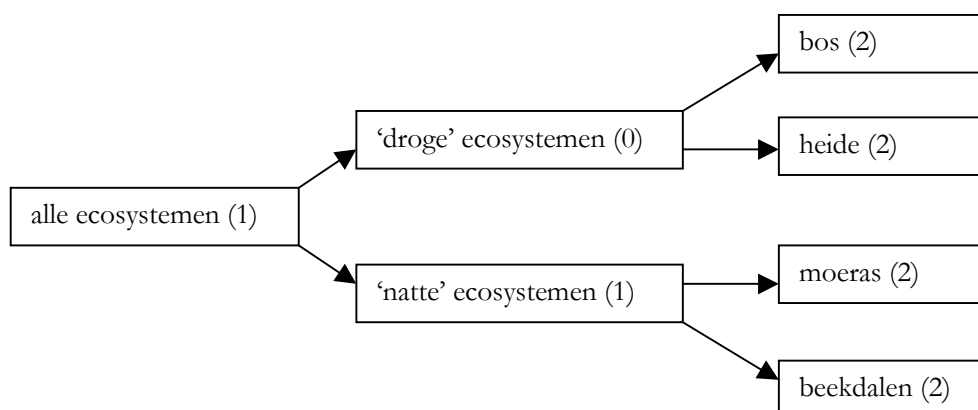 bos (2)
‘droge’ ecosystemen (0)
heide (2)
alle ecosystemen (1)
‘natte’ ecosystemen (1)
moeras (2)
beekdalen (2)